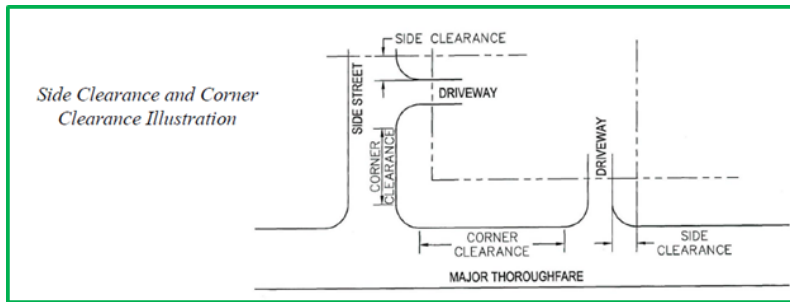 SIDE CLEARANCE
Side Clearance and Corner
Clearance Illustration
SIDE STREET
DRIVEWAY
CORNER
CLEARANCE
DRIVEWAY
CORNER
CLEARANCE
SIDE
CLEARANCE
MAJOR THOROUGHFARE